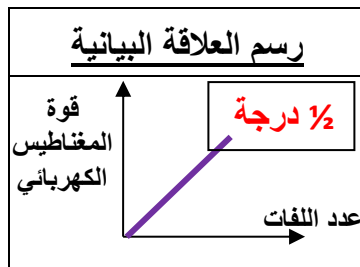 رسم العلاقة البيانية
½ درجة
قوة
المغناطيس
الكهربائي
عدد اللفات